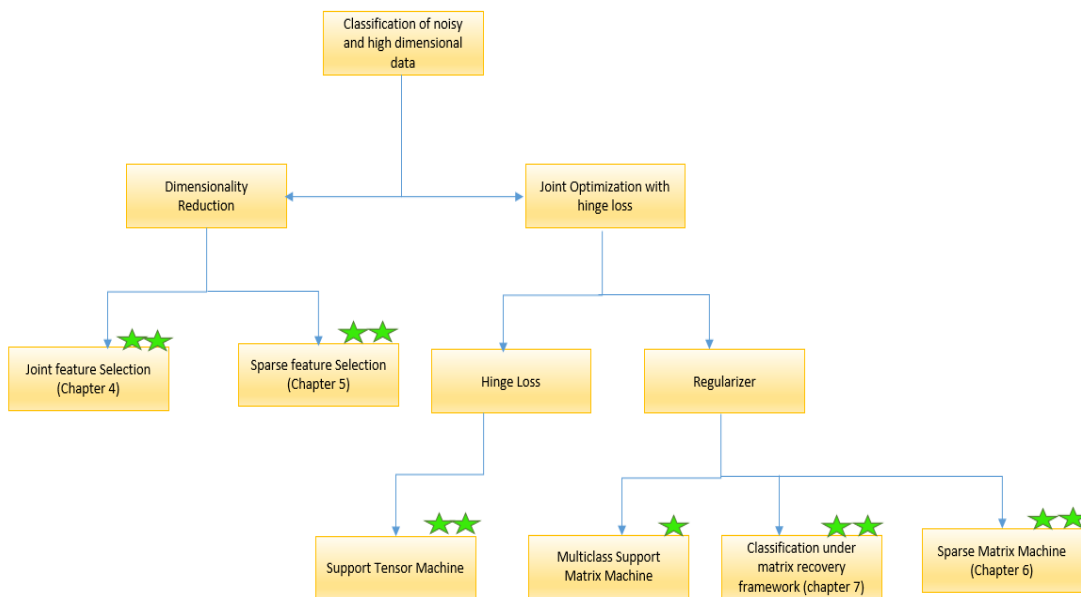 Classification of noisy
and high dimensional
data
Dimensionality
Reduction
Joint Optimization with
hinge loss
Joint feature Selection
(Chapter 4)
Sparse feature Selection
(Chapter 5)
Hinge Loss
Regularizer
Support Tensor Machine
Multiclass Support
Matrix Machine
Classification under
matrix recovery
framework (chapter 7)
Sparse Matrix Machine
(Chapter 6)